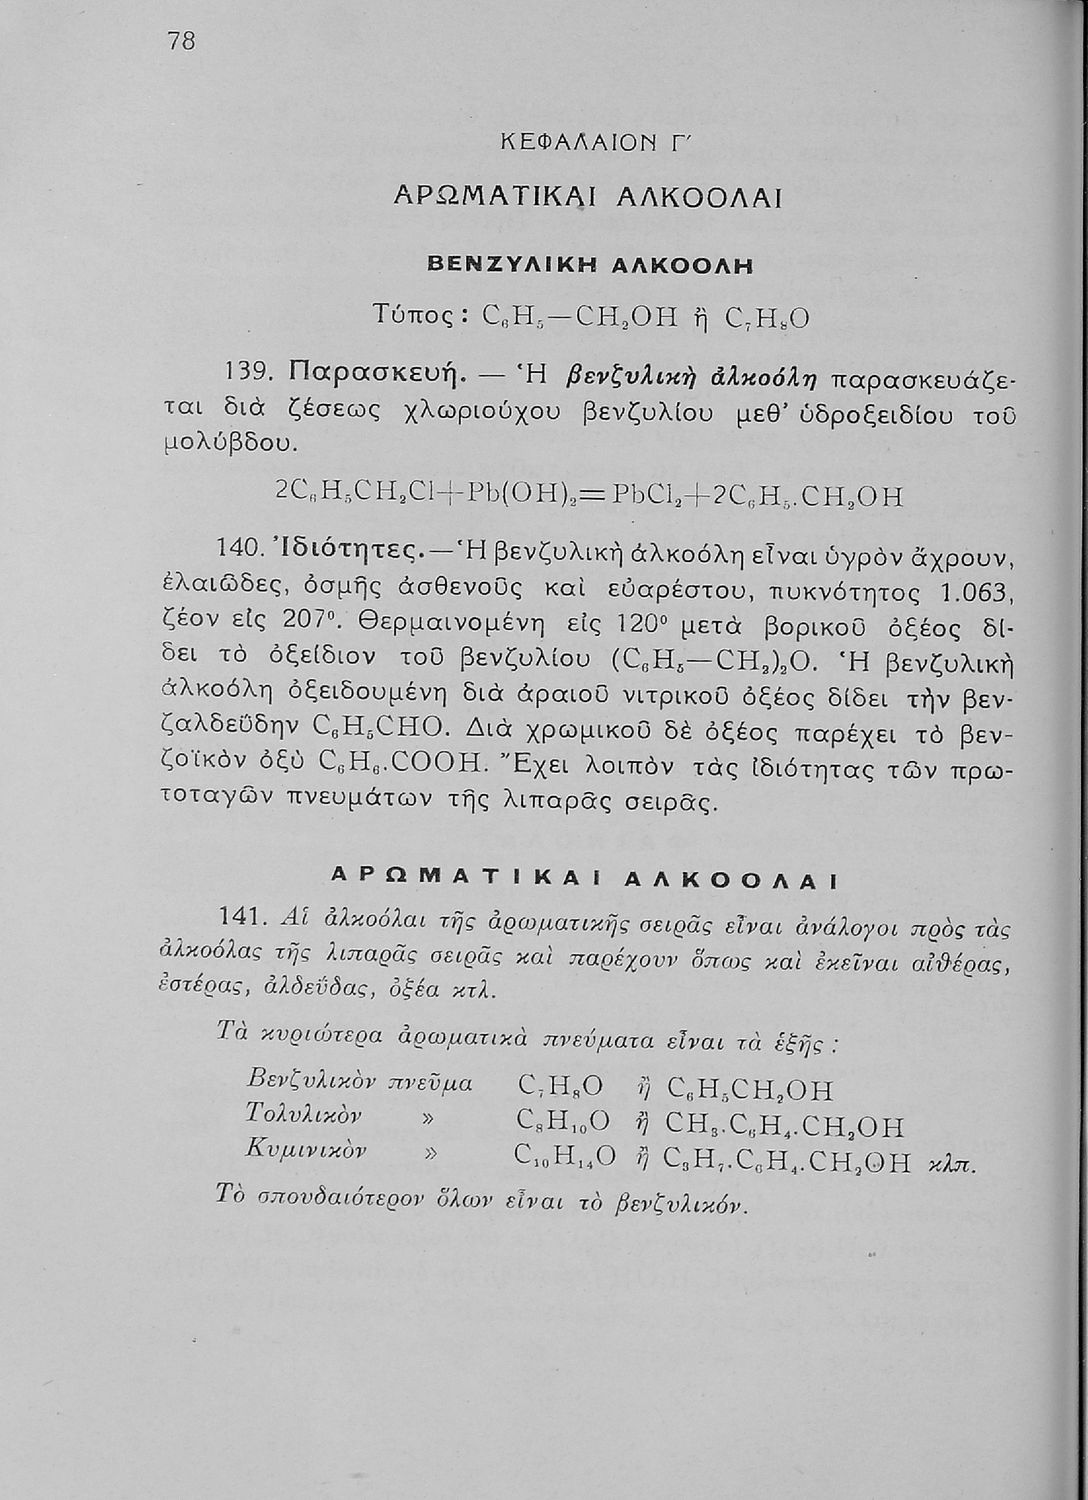 78
ΚΕΦΑΛΑΙΟΝ Γ′
ΑΡΩΜΑΤΙΚΑΙ ΑΛΚΟΟΛΑΙ
ΒΕΝΖΥΛΙΚΗ ΑΛΚΟΟΛΗ
Τύπος : C₆H₅—CH₂OH ἢ C₇H₈O
139. Παρασκευή. — Ἡ βενζυλικὴ ἀλκοόλη παρασκευάζε-
ται διὰ ζέσεως χλωριούχου βενζυλίου μεθ᾽ ὑδροξειδίου τοῦ
μολύβδου.
2C₆H₅CH₂Cl+Pb(OH)₂=PbCl₂+2C₆H₅.CH₂OH
140. Ἰδιότητες.—Ἡ βενζυλικὴ ἀλκοόλη εἶναι ὑγρὸν ἄχρουν,
ἐλαιῶδες, ὀσμῆς ἀσθενοῦς καὶ εὐαρέστου, πυκνότητος 1.063,
ζέον εἰς 207°. Θερμαινομένη εἰς 120° μετὰ βορικοῦ ὀξέος δί-
δει τὸ ὀξείδιον τοῦ βενζυλίου (C₆H₅—CH₂)₂O. Ἡ βενζυλικὴ
ἀλκοόλη ὀξειδουμένη διὰ ἀραιοῦ νιτρικοῦ ὀξέος δίδει τὴν βεν-
ζαλδεΰδην C₆H₅CHO. Διὰ χρωμικοῦ δὲ ὀξέος παρέχει τὸ βεν-
ζοϊκὸν ὀξὺ C₆H₆.COOH. Ἔχει λοιπὸν τὰς ἰδιότητας τῶν πρω-
τοταγῶν πνευμάτων τῆς λιπαρᾶς σειρᾶς.
ΑΡΩΜΑΤΙΚΑΙ ΑΛΚΟΟΛΑΙ
141. Αἱ ἀλκοόλαι τῆς ἀρωματικῆς σειρᾶς εἶναι ἀνάλογοι πρὸς τὰς
ἀλκοόλας τῆς λιπαρᾶς σειρᾶς καὶ παρέχουν ὅπως καὶ ἐκεῖναι αἰθέρας,
ἐστέρας, ἀλδεΰδας, ὀξέα κτλ.
Τὰ κυριώτερα ἀρωματικὰ πνεύματα εἶναι τὰ ἑξῆς :
Βενζυλικὸν πνεῦμα C₇H₈O ἢ C₆H₅CH₂OH
Τολυλικὸν » C₈H₁₀O ἢ CH₃.C₆H₄.CH₂OH
Κυμινικὸν » C₁₀H₁₄O ἢ C₃H₇.C₆H₄.CH₂OH κλπ.
Τὸ σπουδαιότερον ὅλων εἶναι τὸ βενζυλικόν.